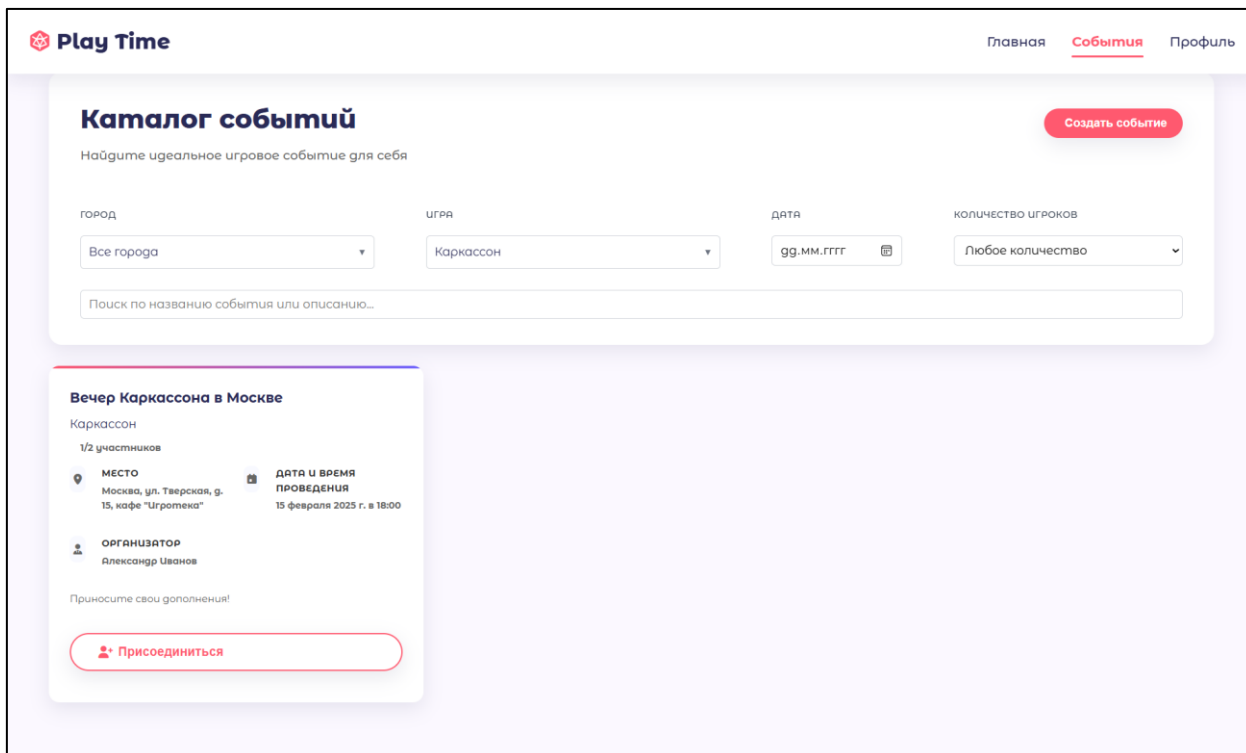 Play Time
Главная События Профиль
Каталог событий
Создать событие
Найдите идеальное игровое событие для себя
ГОРОД ИГРА ДАТА КОЛИЧЕСТВО ИГРОКОВ
Все города Каркассон дд.мм.гггг Любое количество
Поиск по названию события или описанию...
Вечер Каркассона в Москве
Каркассон
1/2 участников
МЕСТО
Москва, ул. Тверская, д.
15, кафе "Игротека"
ДАТА И ВРЕМЯ
ПРОВЕДЕНИЯ
15 февраля 2025 г. в 18:00
ОРГАНИЗАТОР
Александр Иванов
Приносите свои дополнения!
Присоединиться